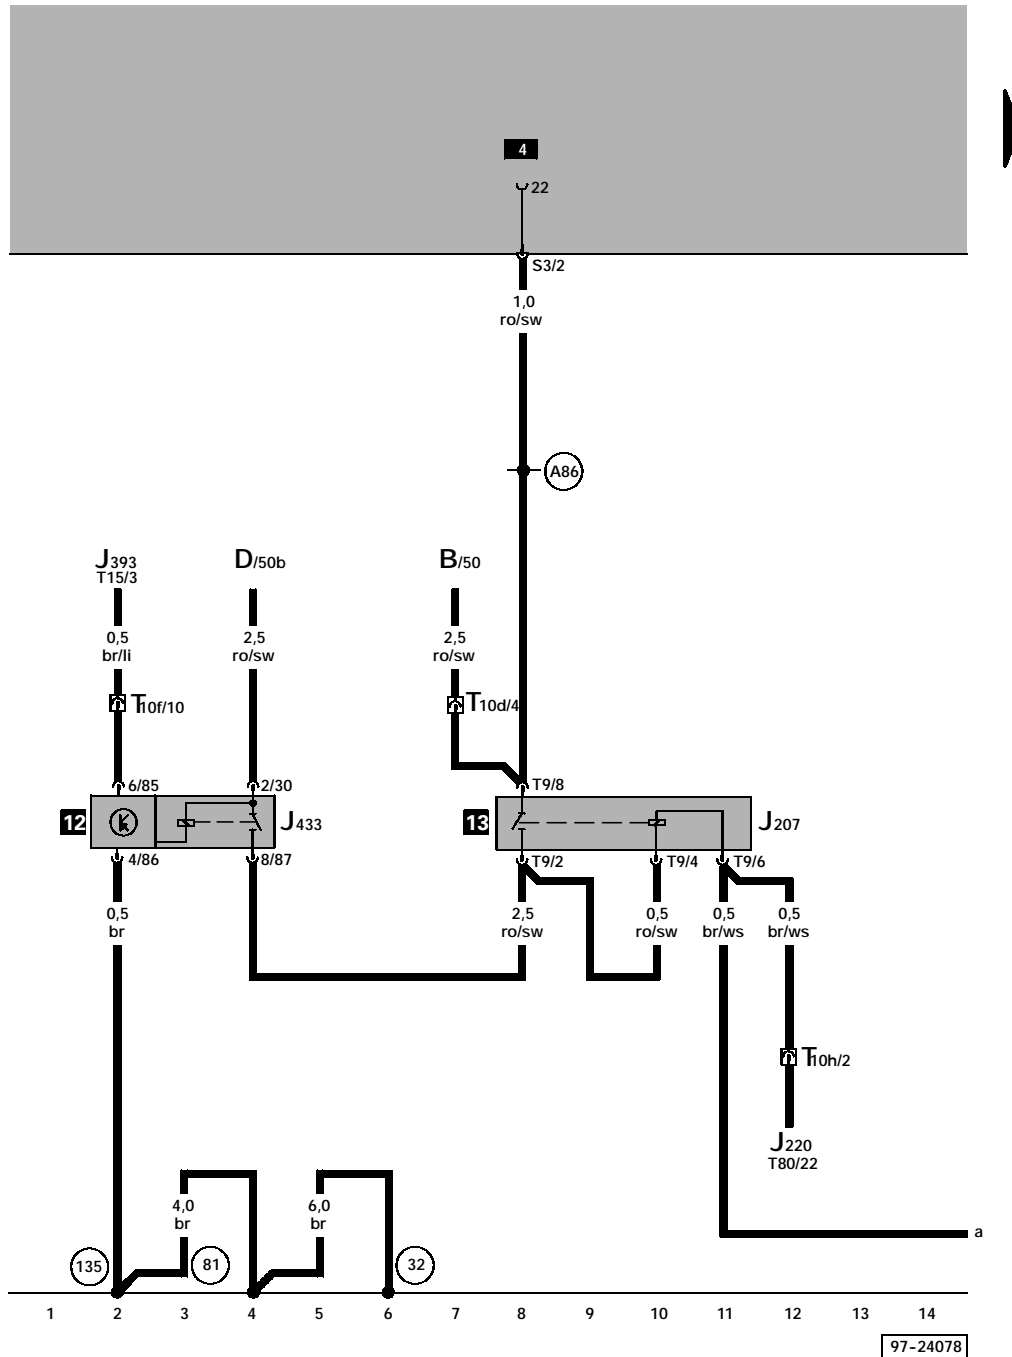 4
22
S3/2
1,0
ro/sw
A86
J393
T15/3
D/50b
B/50
0,5
br/li
2,5
ro/sw
2,5
ro/sw
T10f/10
T10d/4
6/85
2/30
T9/8
12
J433
13
J207
4/86
8/87
T9/2
T9/4
T9/6
0,5
br
2,5
ro/sw
0,5
ro/sw
0,5
br/ws
0,5
br/ws
T10h/2
J220
T80/22
4,0
br
6,0
br
a
135
81
32
1 2 3 4 5 6 7 8 9 10 11 12 13 14
97-24078